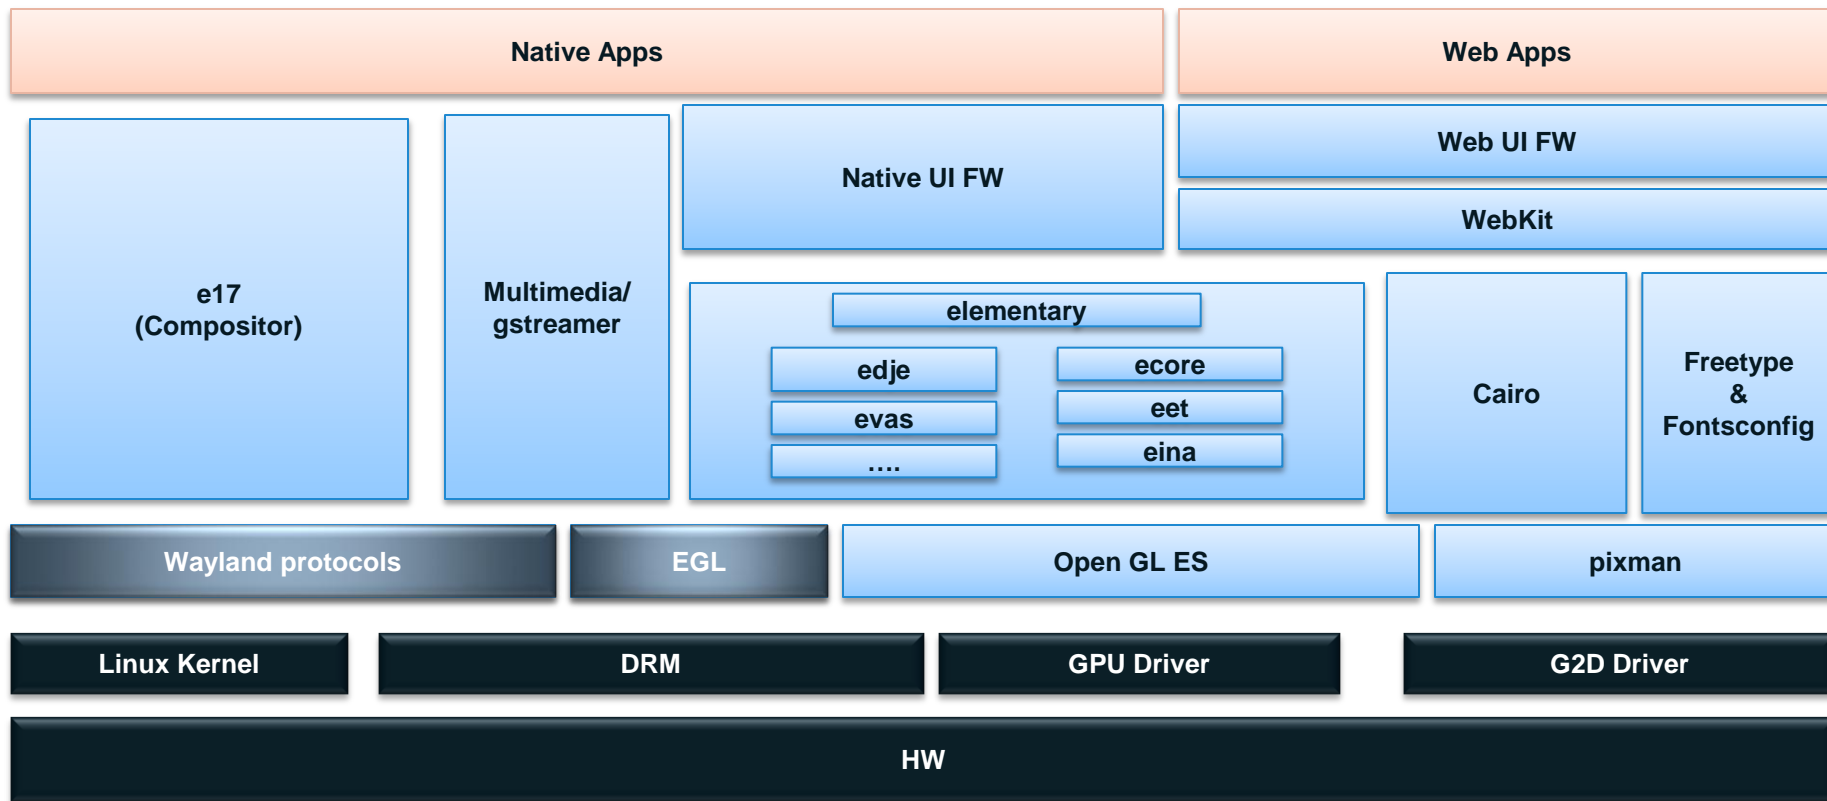 Native Apps
Web Apps
Native UI FW
Web UI FW
WebKit
e17
(Compositor)
Multimedia/
gstreamer
elementary
edje
evas
....
ecore
eet
eina
Cairo
Freetype
&
Fontsconfig
Wayland protocols
EGL
Open GL ES
pixman
Linux Kernel
DRM
GPU Driver
G2D Driver
HW